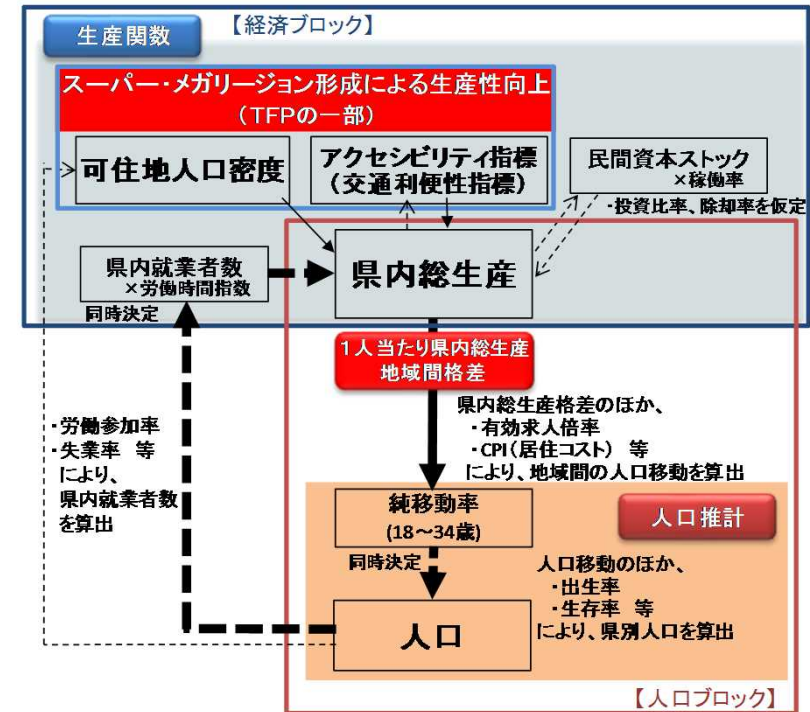 【経済ブロック】
生産関数
スーパー・メガリージョン形成による生産性向上
（TFPの一部）
可住地人口密度
アクセシビリティ指標
（交通利便性指標）
民間資本ストック
×稼働率
・投資比率、除却率を仮定
県内就業者数
×労働時間指数
同時決定
県内総生産
1人当たり県内総生産
地域間格差
県内総生産格差のほか、
・有効求人倍率
・CPI（居住コスト） 等
により、地域間の人口移動を算出
・労働参加率
・失業率 等
により、
県内就業者数
を算出
純移動率
(18～34歳)
人口推計
同時決定
人口移動のほか、
・出生率
・生存率 等
により、県別人口を算出
人口
【人口ブロック】